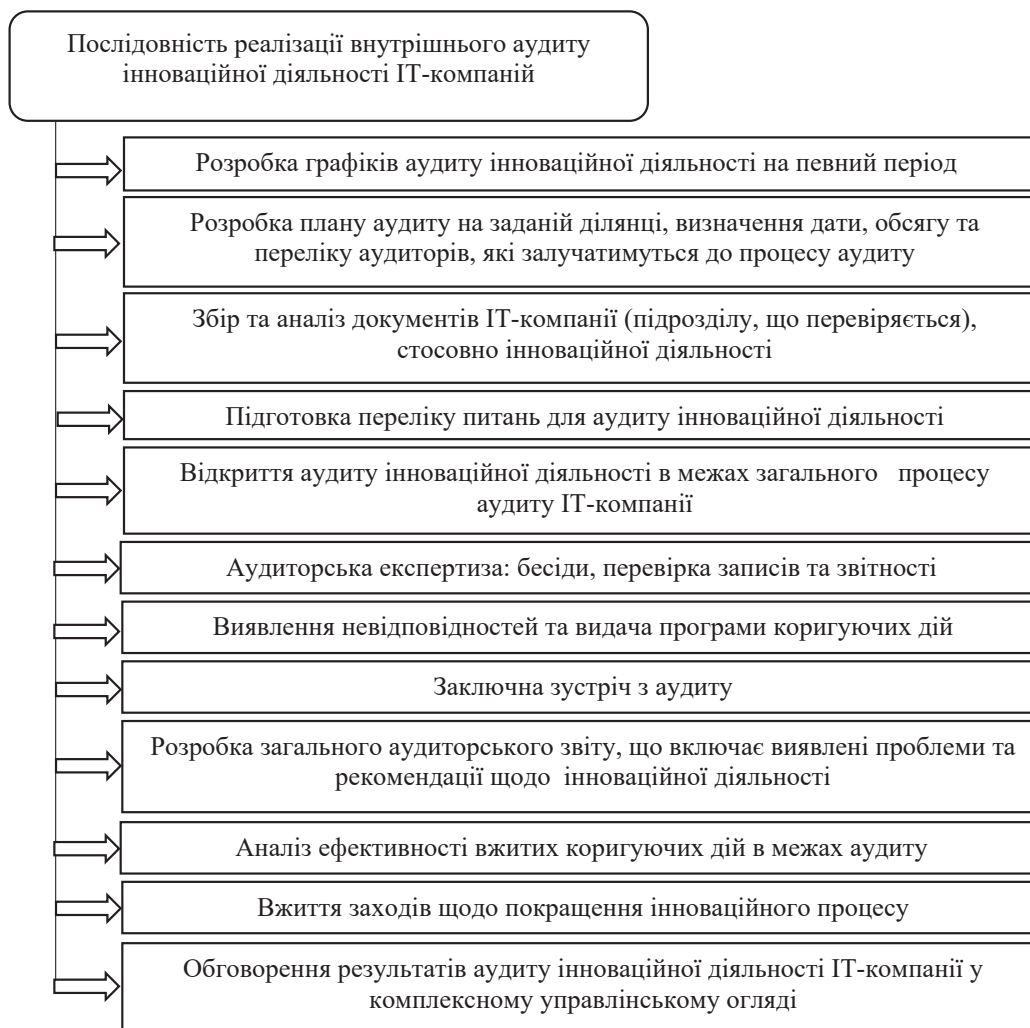 Послідовність реалізації внутрішнього аудиту
інноваційної діяльності ІТ-компаній
Розробка графіків аудиту інноваційної діяльності на певний період
Розробка плану аудиту на заданій ділянці, визначення дати, обсягу та
переліку аудиторів, які залучатимуться до процесу аудиту
Збір та аналіз документів ІТ-компанії (підрозділу, що перевіряється),
стосовно інноваційної діяльності
Підготовка переліку питань для аудиту інноваційної діяльності
Відкриття аудиту інноваційної діяльності в межах загального процесу
аудиту ІТ-компанії
Аудиторська експертиза: бесіди, перевірка записів та звітності
Виявлення невідповідностей та видача програми коригуючих дій
Заключна зустріч з аудиту
Розробка загального аудиторського звіту, що включає виявлені проблеми та
рекомендації щодо інноваційної діяльності
Аналіз ефективності вжитих коригуючих дій в межах аудиту
Вжиття заходів щодо покращення інноваційного процесу
Обговорення результатів аудиту інноваційної діяльності ІТ-компанії у
комплексному управлінському огляді